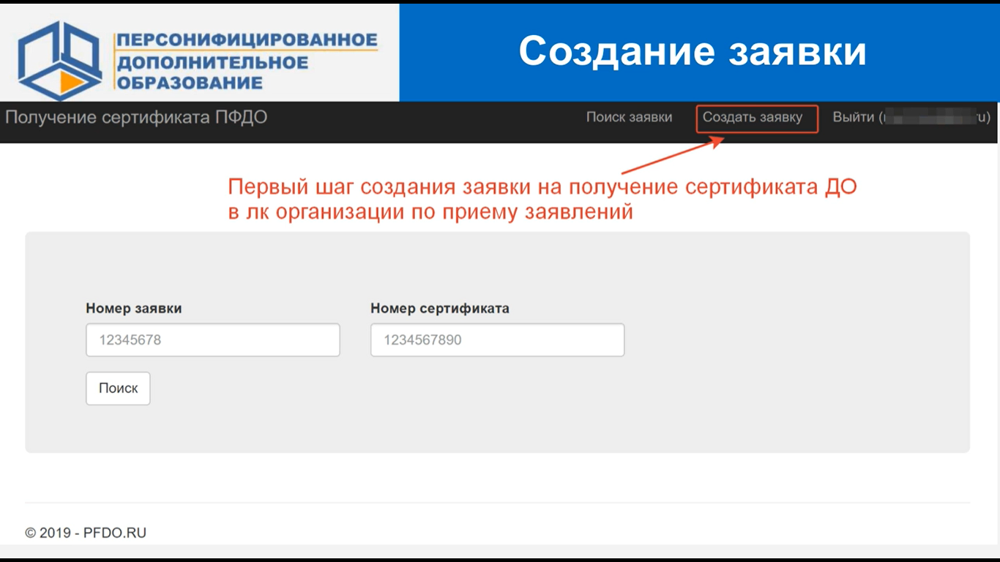 ПЕРСОНИФИЦИРОВАННОЕ
ДОПОЛНИТЕЛЬНОЕ
ОБРАЗОВАНИЕ
Создание заявки
Получение сертификата ПФДО
Поиск заявки
Создать заявку
Выйти (
Первый шаг создания заявки на получение сертификата ДО
в лк организации по приему заявлений
Номер заявки
Номер сертификата
12345678
1234567890
Поиск
© 2019 - PFDO.RU